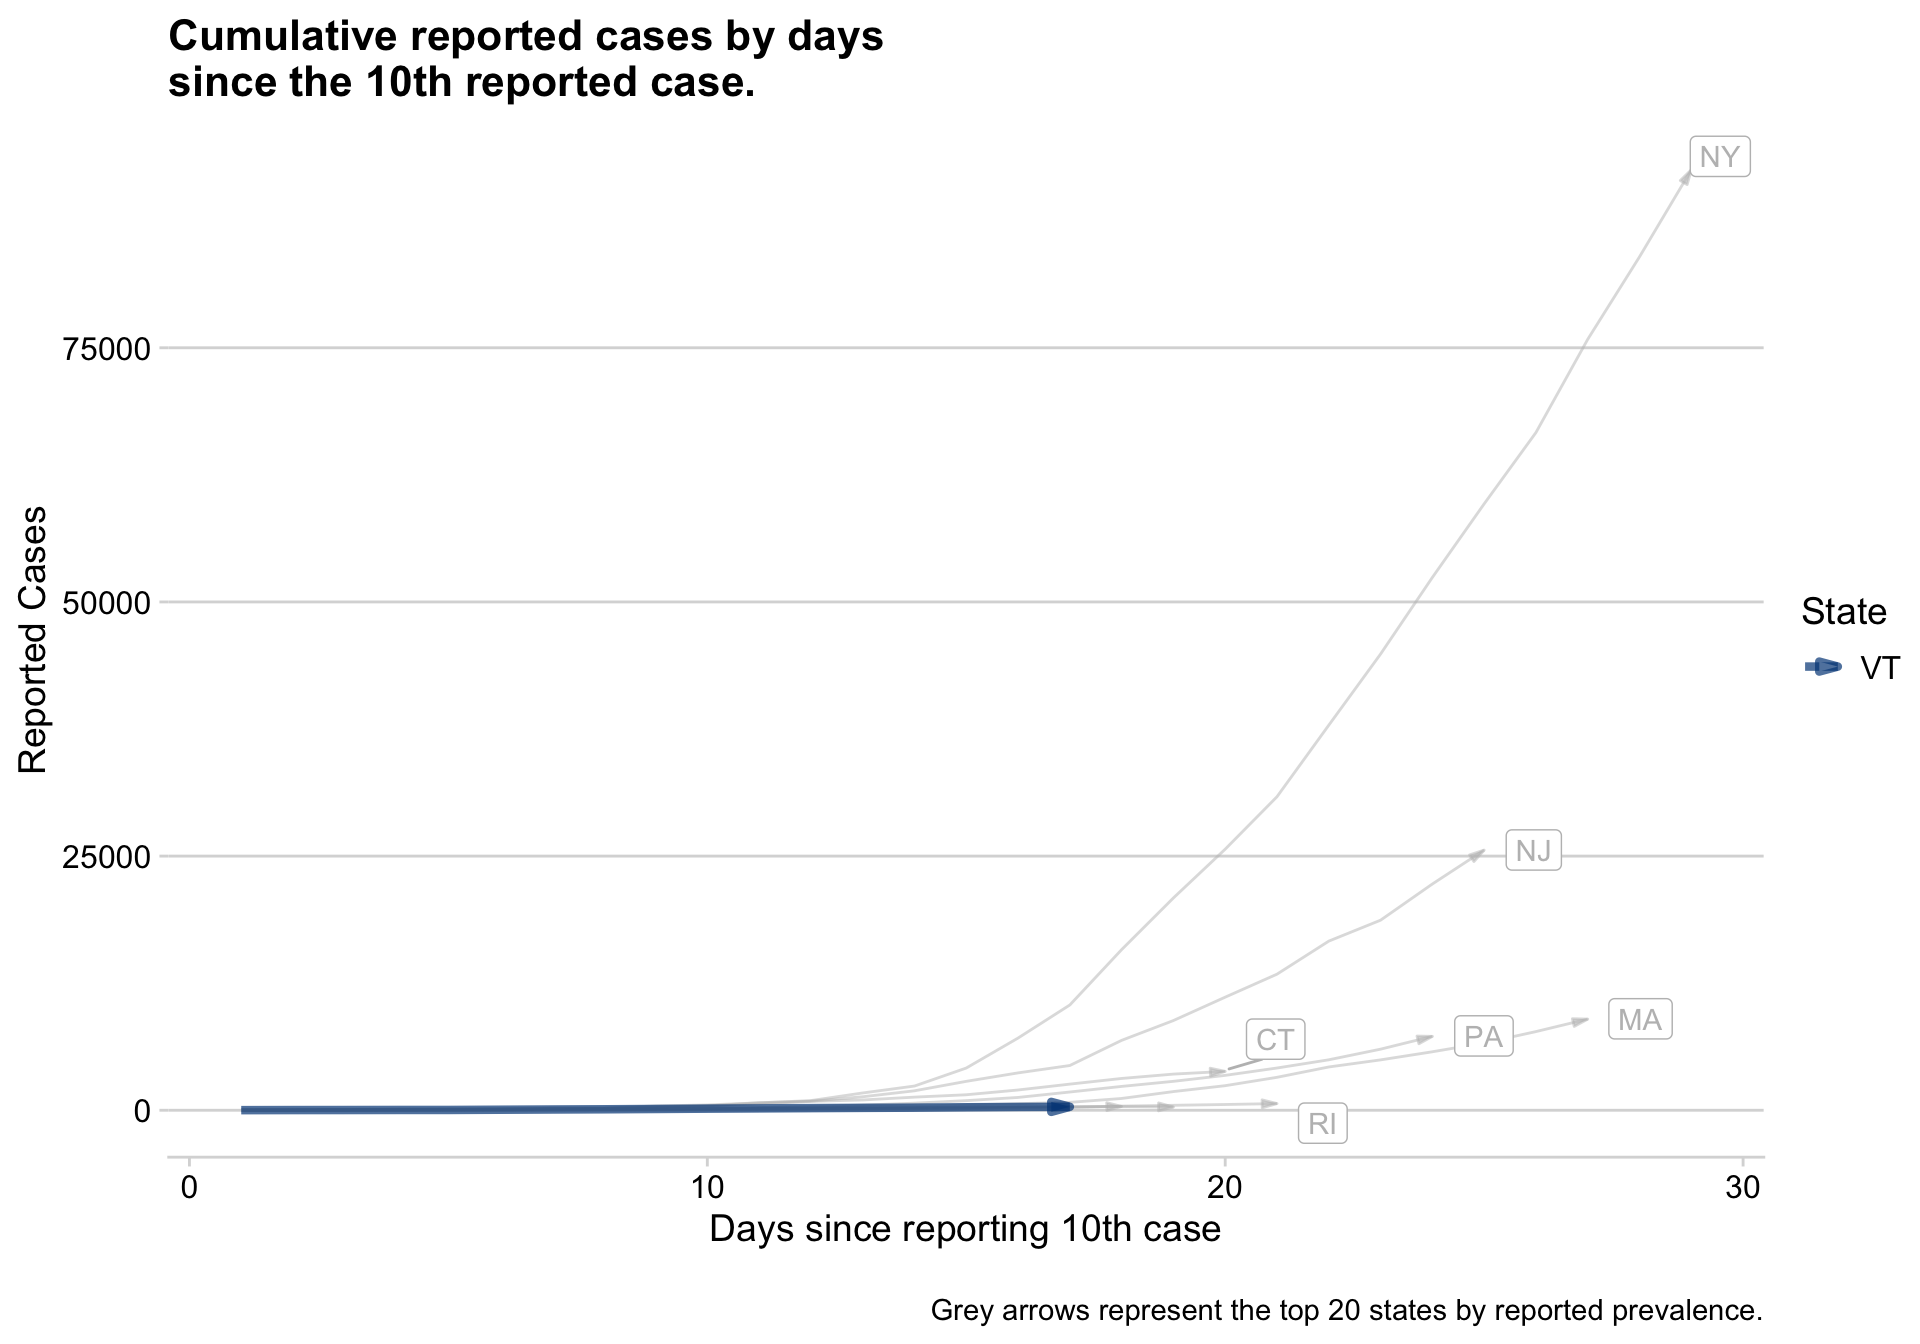 Cumulative reported cases by days
since the 10th reported case.
NY
75000
50000
25000
0
Reported Cases
NJ
MA
PA
CT
RI
State
VT
0 10 20 30
Days since reporting 10th case
Grey arrows represent the top 20 states by reported prevalence.